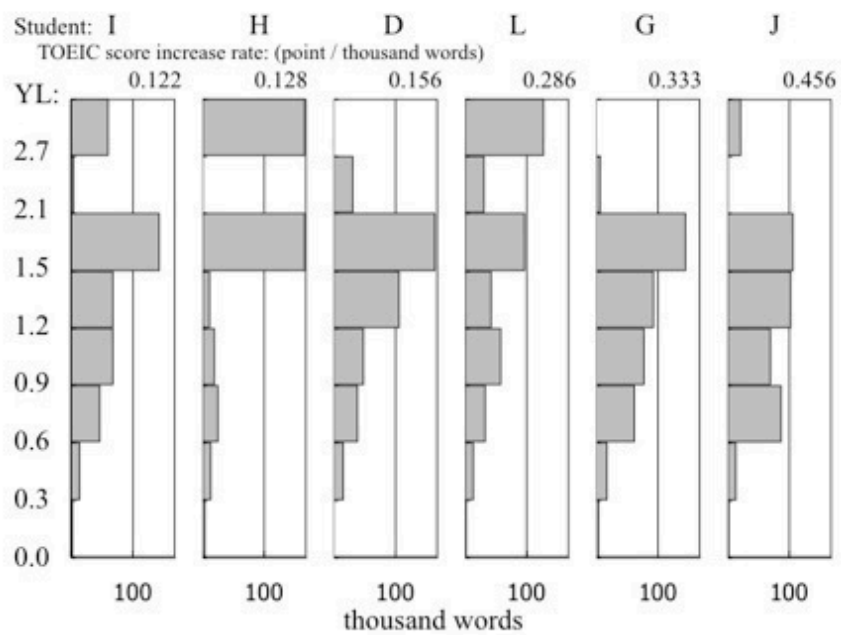 Student: I H D L G J
TOEIC score increase rate: (point / thousand words)
0.122 0.128 0.156 0.286 0.333 0.456
YL:
2.7
2.1
1.5
1.2
0.9
0.6
0.3
0.0
100 100 100 100 100 100
thousand words